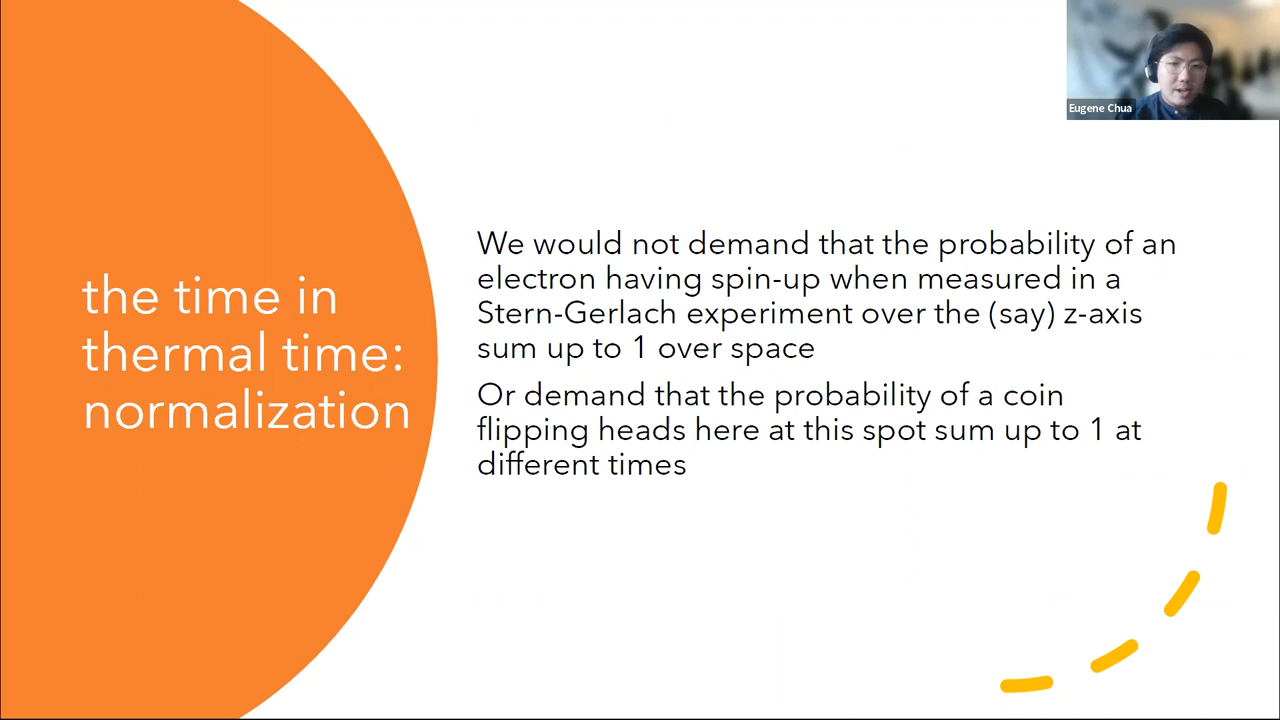 Eugene Chua
the time in
thermal time:
normalization
We would not demand that the probability of an
electron having spin-up when measured in a
Stern-Gerlach experiment over the (say) z-axis
sum up to 1 over space
Or demand that the probability of a coin
flipping heads here at this spot sum up to 1 at
different times